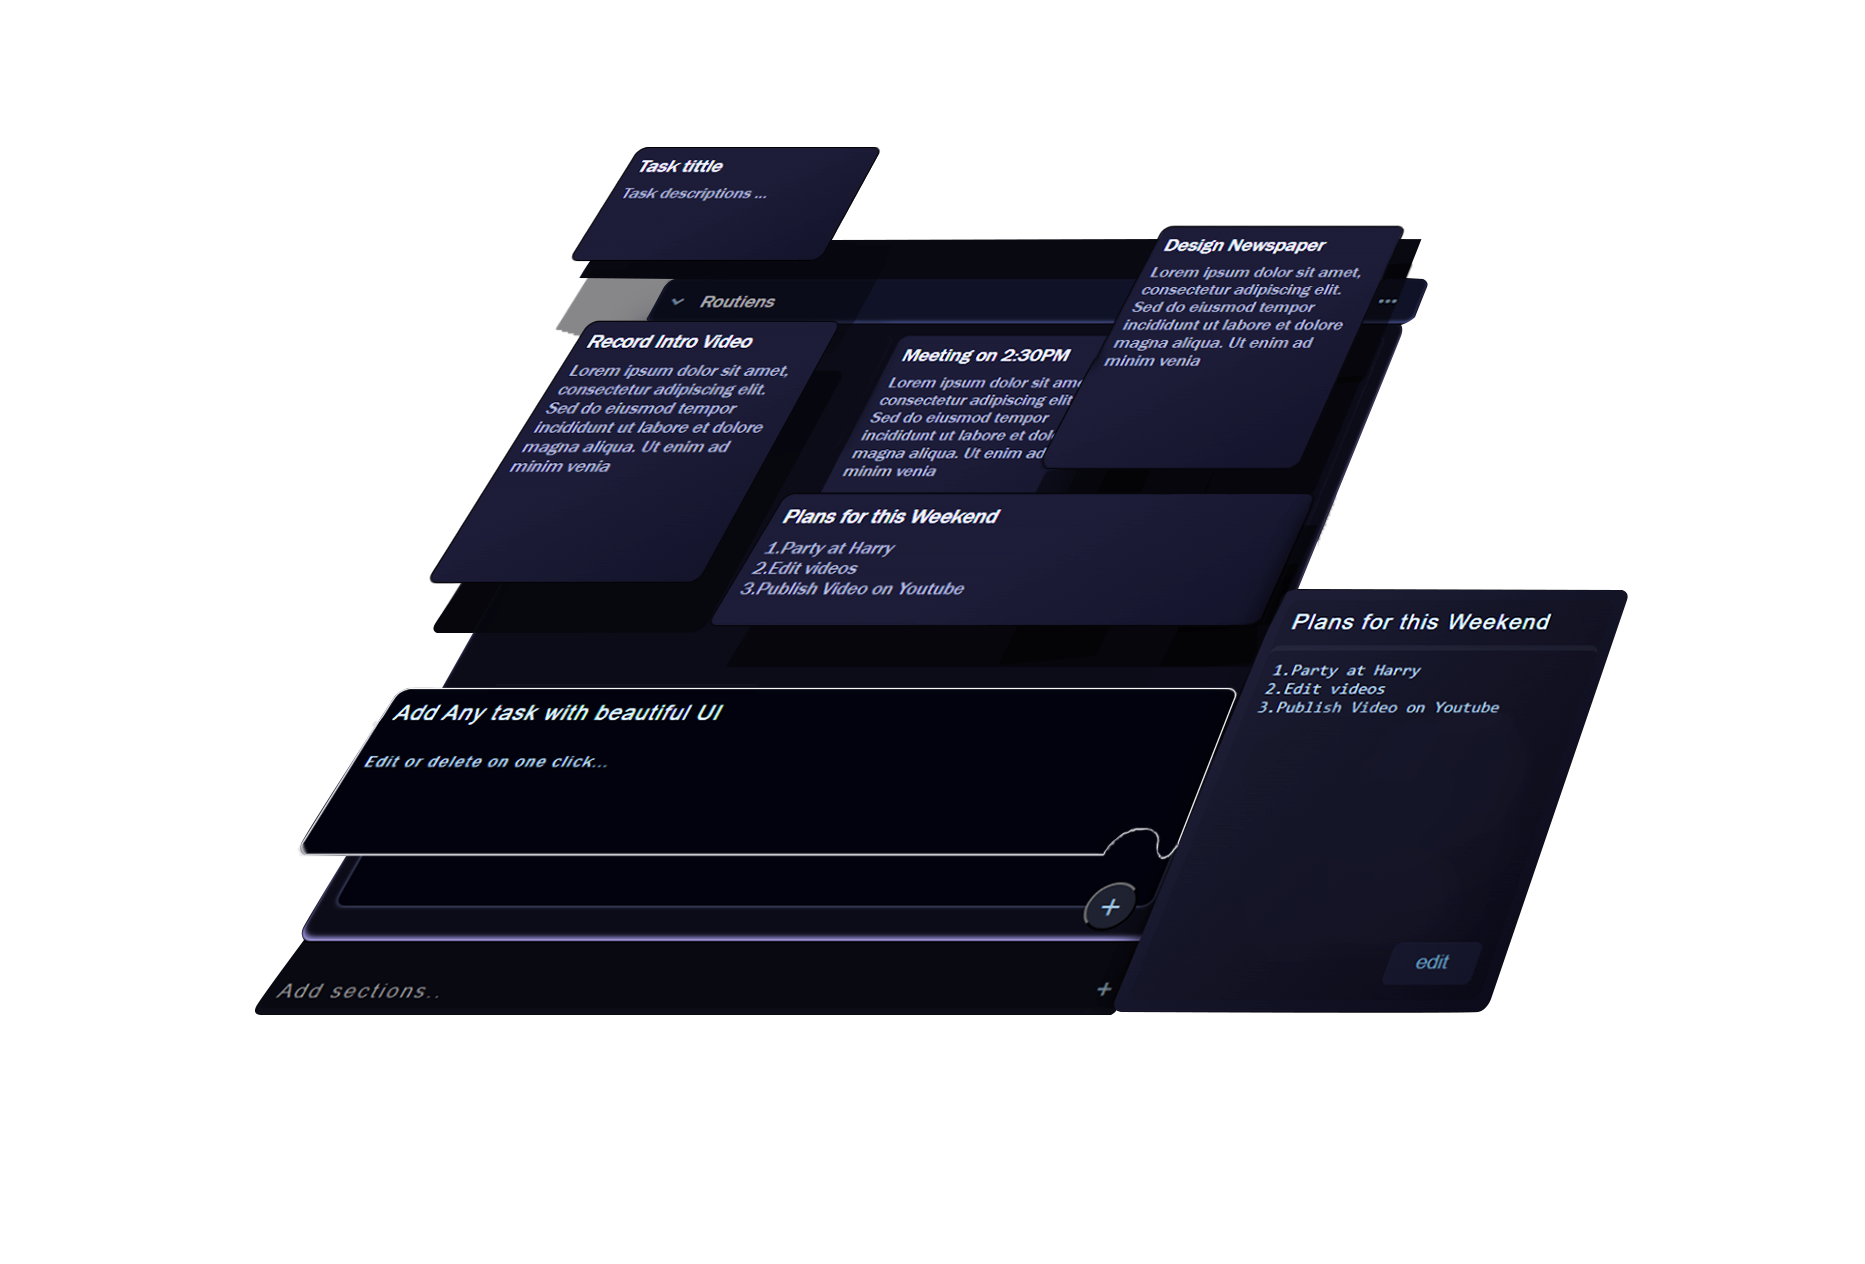 Task tittle
Task descriptions ...
Design Newspaper
Lorem ipsum dolor sit amet,
consectetur adipiscing elit.
Sed do eiusmod tempor
incididunt ut labore et dolore
magna aliqua. Ut enim ad
minim venia
Routiens
...
Record Intro Video
Lorem ipsum dolor sit amet,
consectetur adipiscing elit.
Sed do eiusmod tempor
incididunt ut labore et dolore
magna aliqua. Ut enim ad
minim venia
Meeting on 2:30PM
Lorem ipsum dolor sit
consectetur adipiscing elit
Sed do eiusmod tempor
incididunt ut labore et
magna aliqua. Ut enim ad
minim venia
Plans for this Weekend
1.Party at Harry
2.Edit videos
3.Publish Video on Youtube
Plans for this Weekend
1.Party at Harry
2.Edit videos
3.Publish Video on Youtube
edit
Add Any task with beautiful UI
Edit or delete on one click...
+
Add sections..
+